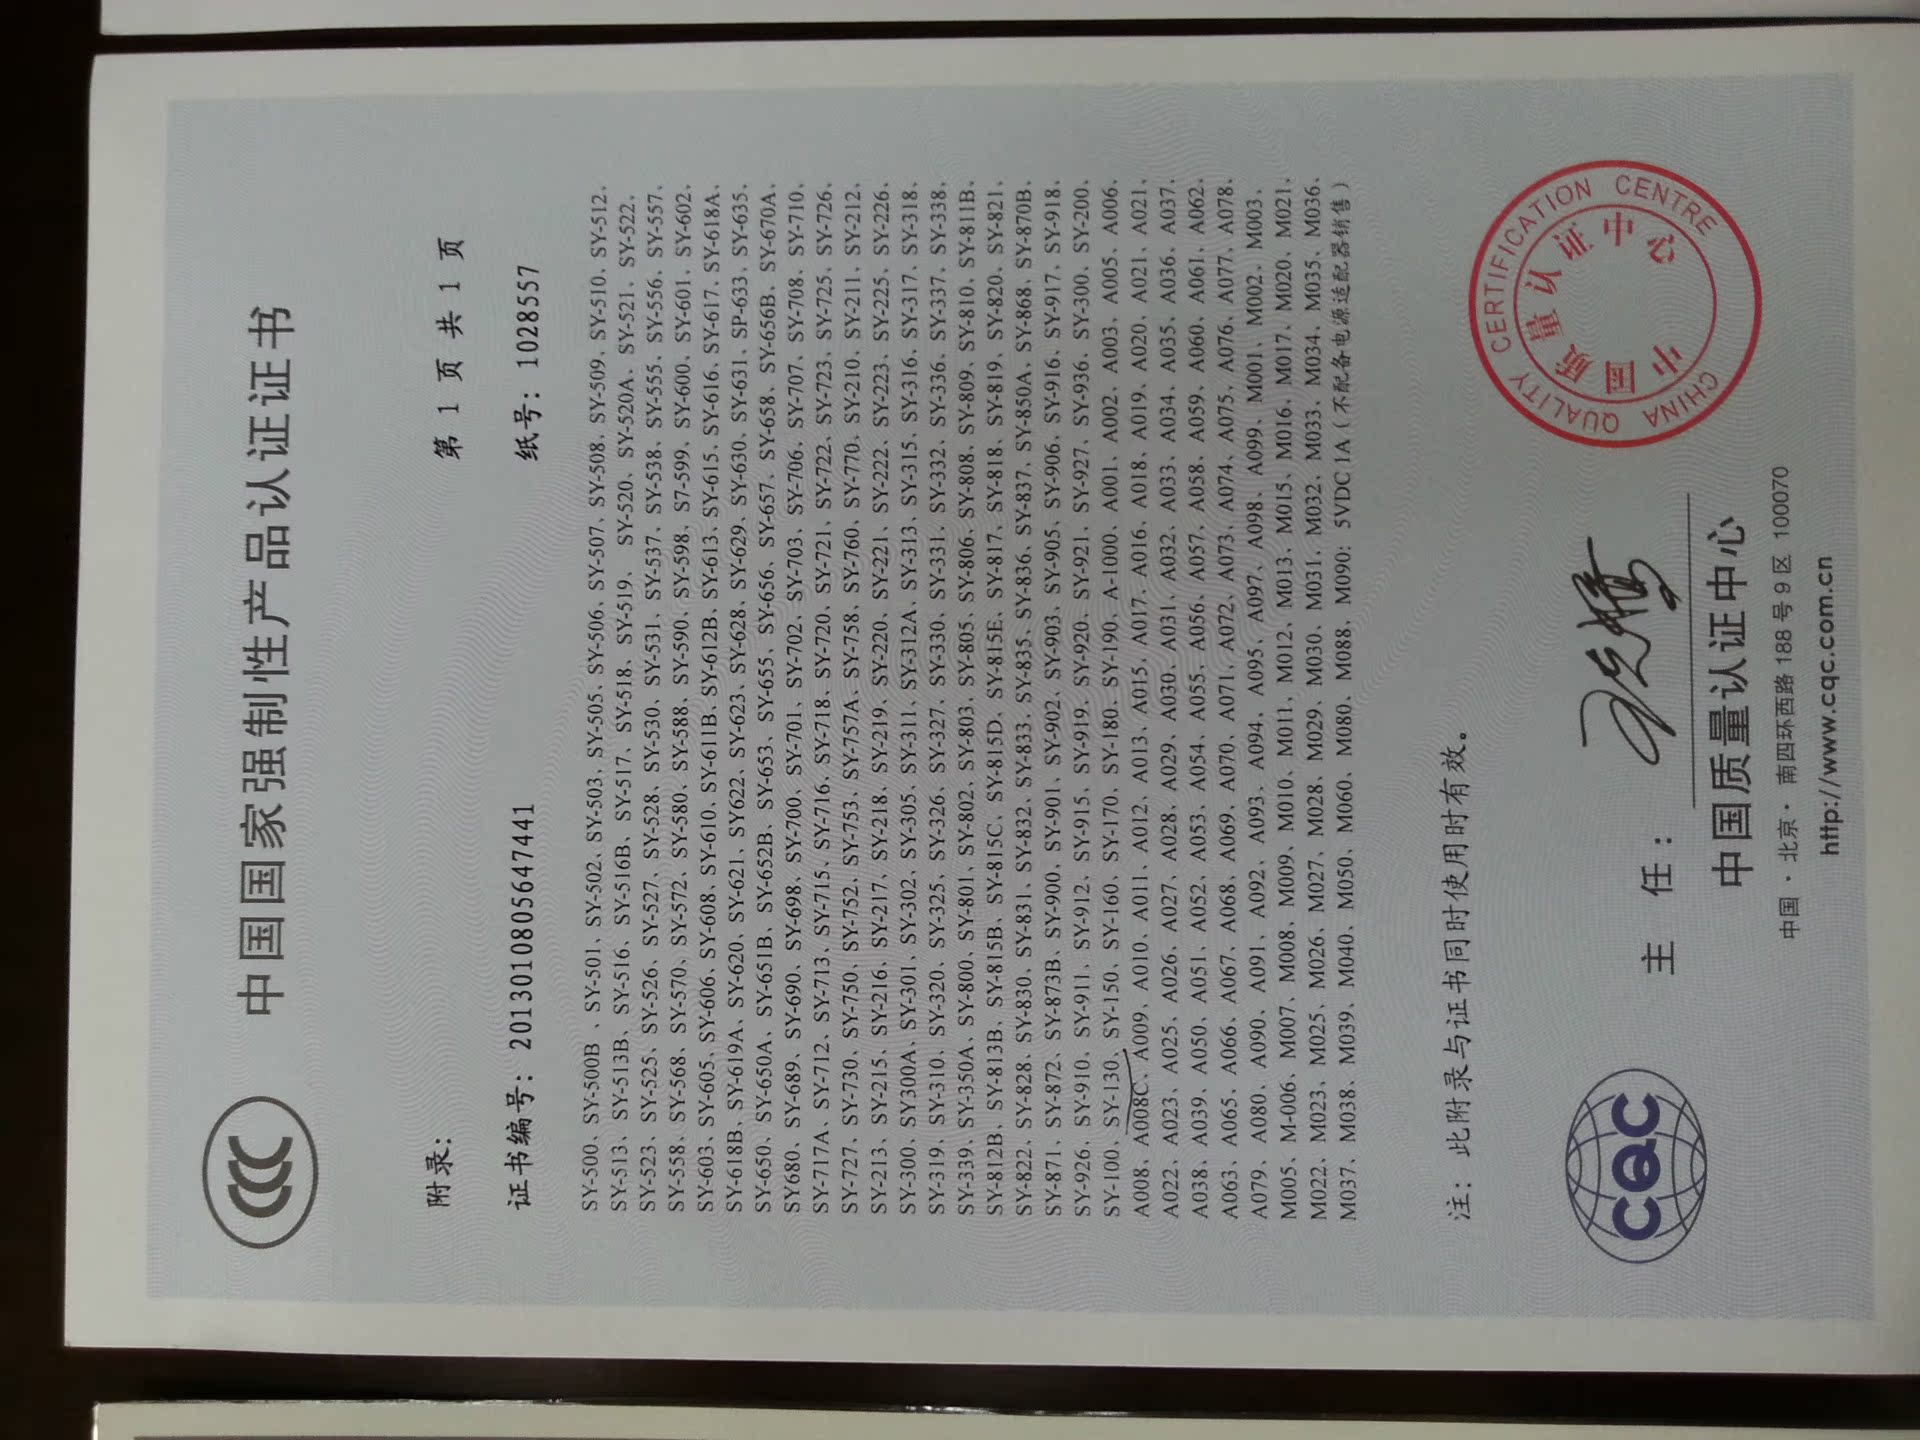 中国国家强制性产品认证证书
附录：
第 1 页 共 1 页
证书编号：2013010805647441
纸号：1028557
SY-500、SY-500B 、SY-501、SY-502、SY-503、SY-505、SY-506、SY-507、SY-508、SY-509、SY-510、SY-512、
SY-513、SY-513B、SY-516、SY-516B、SY-517、SY-518、SY-519、 SY-520、SY-520A、SY-521、SY-522、
SY-523、SY-525、SY-526、SY-527、SY-528、SY-530、SY-531、SY-537、SY-538、SY-555、SY-556、SY-557、
SY-558、SY-568、SY-570、SY-572、SY-580、SY-588、SY-590、SY-598、S7-599、SY-600、SY-601、SY-602、
SY-603、SY-605、SY-606、SY-608、SY-610、SY-611B、SY-612B、SY-613、SY-615、SY-616、SY-617、SY-618A、
SY-618B、SY-619A、SY-620、SY-621、SY622、SY-623、SY-628、SY-629、SY-630、SY-631、SP-633、SY-635、
SY-650、SY-650A、SY-651B、SY-652B、SY-653、SY-655、SY-656、SY-657、SY-658、SY-656B、SY-670A、
SY680、SY-689、SY-690、SY-698、SY-700、SY-701、SY-702、SY-703、SY-706、SY-707、SY-708、SY-710、
SY-717A、SY-712、SY-713、SY-715、SY-716、SY-718、SY-720、SY-721、SY-722、SY-723、SY-725、SY-726、
SY-727、SY-730、SY-750、SY-752、SY-753、SY-757A、SY-758、SY-760、SY-770、SY-210、SY-211、SY-212、
SY-213、SY-215、SY-216、SY-217、SY-218、SY-219、SY-220、SY-221、SY-222、SY-223、SY-225、SY-226、
SY-300、SY300A、SY-301、SY-302、SY-305、SY-311、SY-312A、SY-313、SY-315、SY-316、SY-317、SY-318、
SY-319、SY-310、SY-320、SY-325、SY-326、SY-327、SY-330、SY-331、SY-332、SY-336、SY-337、SY-338、
SY-339、SY-350A、SY-800、SY-801、SY-802、SY-803、SY-805、SY-806、SY-808、SY-809、SY-810、SY-811B、
SY-812B、SY-813B、SY-815B、SY-815C、SY-815D、SY-815E、SY-817、SY-818、SY-819、SY-820、SY-821、
SY-822、SY-828、SY-830、SY-831、SY-832、SY-833、SY-835、SY-836、SY-837、SY-850A、SY-868、SY-870B、
SY-871、SY-872、SY-873B、SY-900、SY-901、SY-902、SY-903、SY-905、SY-906、SY-916、SY-917、SY-918、
SY-926、SY-910、SY-911、SY-912、SY-915、SY-919、SY-920、SY-921、SY-927、SY-936、SY-300、SY-200、
SY-100、SY-130、SY-150、SY-160、SY-170、SY-180、SY-190、A-1000、A001、A002、A003、A005、A006、
A008、A008C、A009、A010、A011、A012、A013、A015、A017、A016、A018、A019、A020、A021、A021、
A022、A023、A025、A026、A027、A028、A029、A030、A031、A032、A033、A034、A035、A036、A037、
A038、A039、A050、A051、A052、A053、A054、A055、A056、A057、A058、A059、A060、A061、A062、
A063、A065、A066、A067、A068、A069、A070、A071、A072、A073、A074、A075、A076、A077、A078、
A079、A080、A090、A091、A092、A093、A094、A095、A097、A098、A099、M001、M002、M003、
M005、M-006、M007、M008、M009、M010、M011、M012、M013、M015、M016、M017、M020、M021、
M022、M023、M025、M026、M027、M028、M029、M030、M031、M032、M033、M034、M035、M036、
M037、M038、M039、M040、M050、M060、M080、M088、M090: 5VDC 1A（不配备电源适配器销售）
注：此附录与证书同时使用时有效。
CQC
主 任：
中国质量认证中心
中国·北京·南四环西路 188 号 9 区 100070
http://www.cqc.com.cn
CHINA QUALITY CERTIFICATION CENTRE
中国质量认证中心